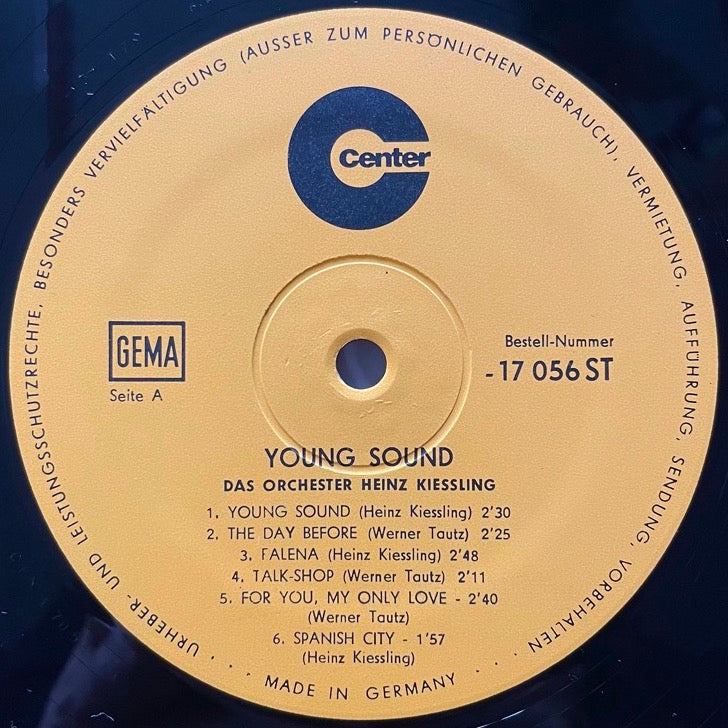 URHEBER- UND LEISTUNGSSCHUTZRECHTE, BESONDERS VERVIELFÄLTIGUNG (AUSSER ZUM PERSÖNLICHEN GEBRAUCH), VERMIETUNG, AUFFÜHRUNG, SENDUNG, VORBEHALTEN
Center
GEMA
Seite A
Bestell-Nummer
-17 056 ST
YOUNG SOUND
DAS ORCHESTER HEINZ KIESSLING
1. YOUNG SOUND (Heinz Kiessling) 2'30
2. THE DAY BEFORE (Werner Tautz) 2'25
3. FALENA (Heinz Kiessling) 2'48
4. TALK-SHOP (Werner Tautz) 2'11
5. FOR YOU, MY ONLY LOVE - 2'40
(Werner Tautz)
6. SPANISH CITY - 1'57
(Heinz Kiessling)
. . . MADE IN GERMANY . . .